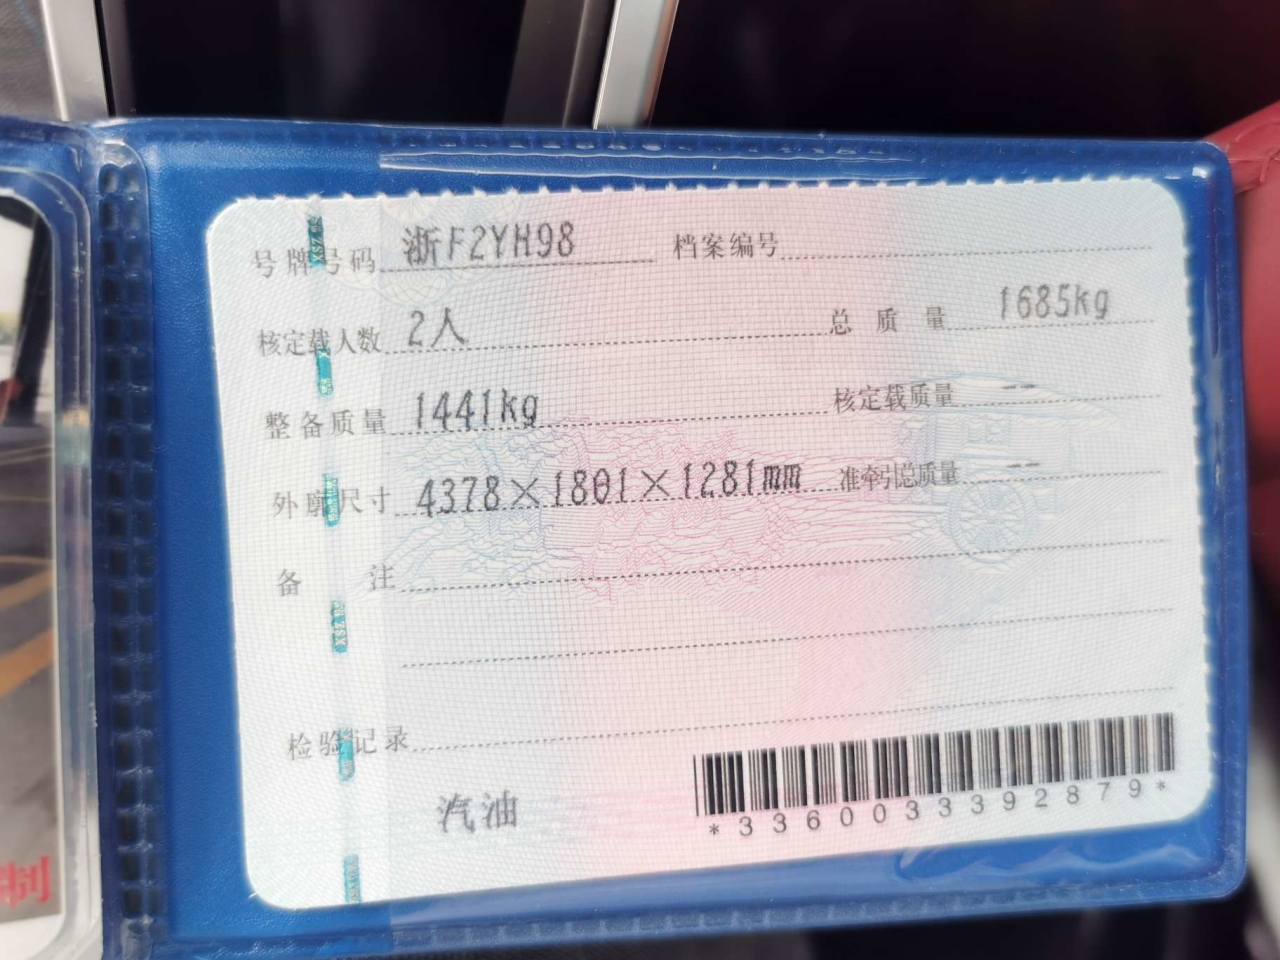 号牌号码 浙F2YH98 档案编号
核定载人数 2人 总质量 1685kg
整备质量 1441kg 核定载质量 --
外廓尺寸 4378×1801×1281mm 准牵引总质量 --
备注
检验记录
汽油
*3360033392879*
制